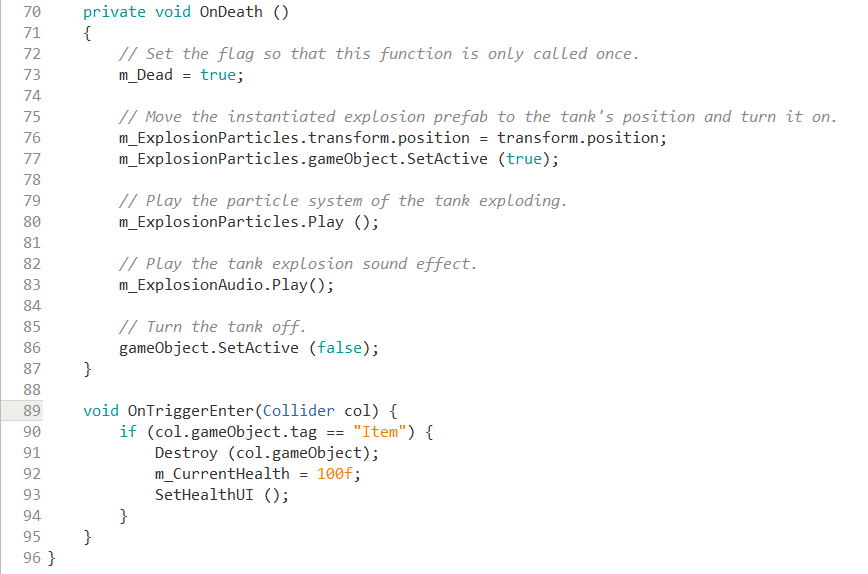 70     private void OnDeath ()
71     {
72         // Set the flag so that this function is only called once.
73         m_Dead = true;
74
75         // Move the instantiated explosion prefab to the tank's position and turn it on.
76         m_ExplosionParticles.transform.position = transform.position;
77         m_ExplosionParticles.gameObject.SetActive (true);
78
79         // Play the particle system of the tank exploding.
80         m_ExplosionParticles.Play ();
81
82         // Play the tank explosion sound effect.
83         m_ExplosionAudio.Play();
84
85         // Turn the tank off.
86         gameObject.SetActive (false);
87     }
88
89     void OnTriggerEnter(Collider col) {
90         if (col.gameObject.tag == "Item") {
91             Destroy (col.gameObject);
92             m_CurrentHealth = 100f;
93             SetHealthUI ();
94         }
95     }
96 }